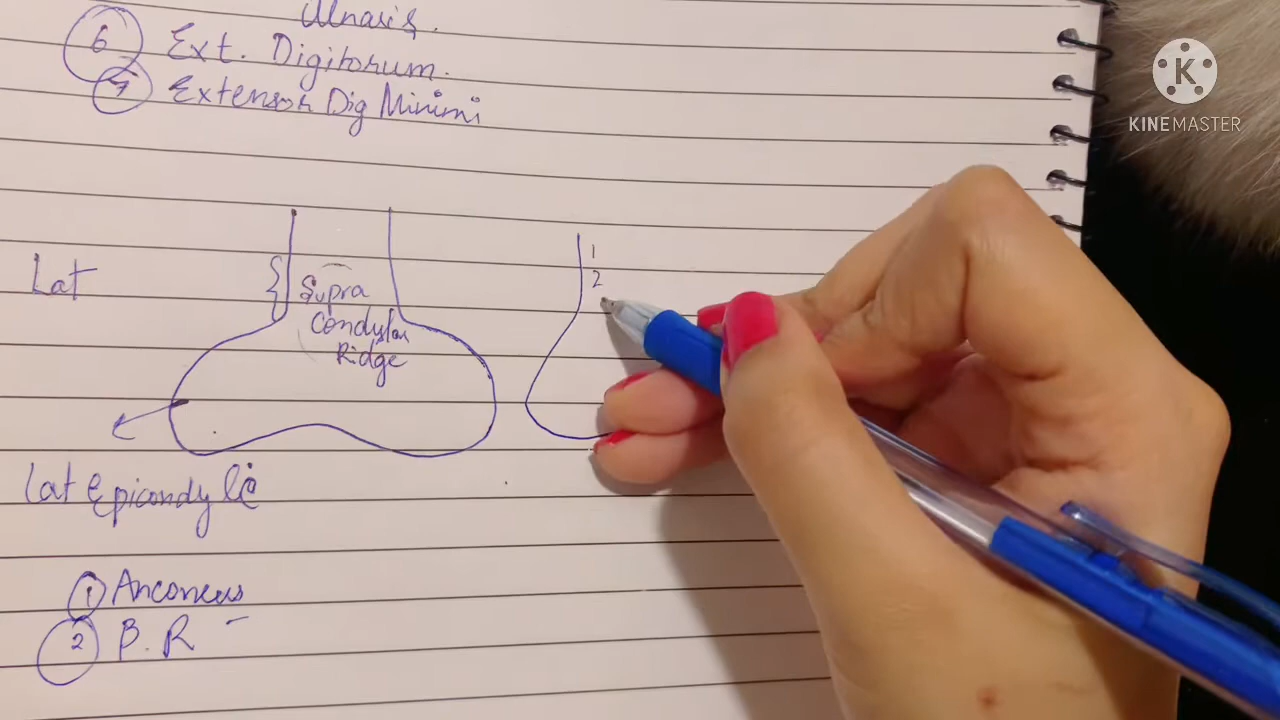 Ulnaris.
6 Ext. Digitorum.
7 Extensor Dig Minimi
K
KINEMASTER
Lat
Supra
Condylar
Ridge
1
2
Lat Epicondyle
1 Anconeus
2 B. R